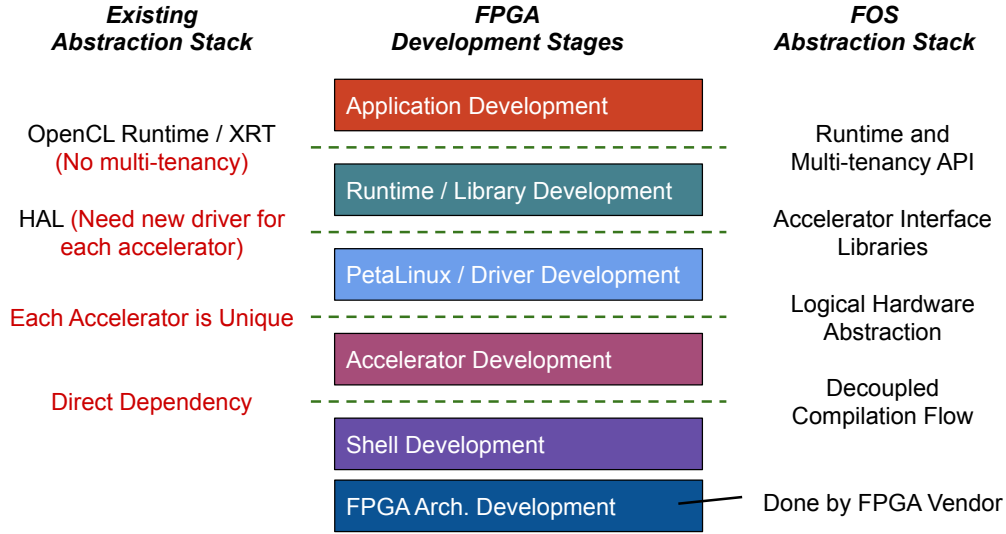 Existing
Abstraction Stack
FPGA
Development Stages
FOS
Abstraction Stack
Application Development
OpenCL Runtime / XRT
(No multi-tenancy)
Runtime and
Multi-tenancy API
Runtime / Library Development
HAL (Need new driver for
each accelerator)
Accelerator Interface
Libraries
PetaLinux / Driver Development
Each Accelerator is Unique
Logical Hardware
Abstraction
Accelerator Development
Direct Dependency
Decoupled
Compilation Flow
Shell Development
FPGA Arch. Development
Done by FPGA Vendor